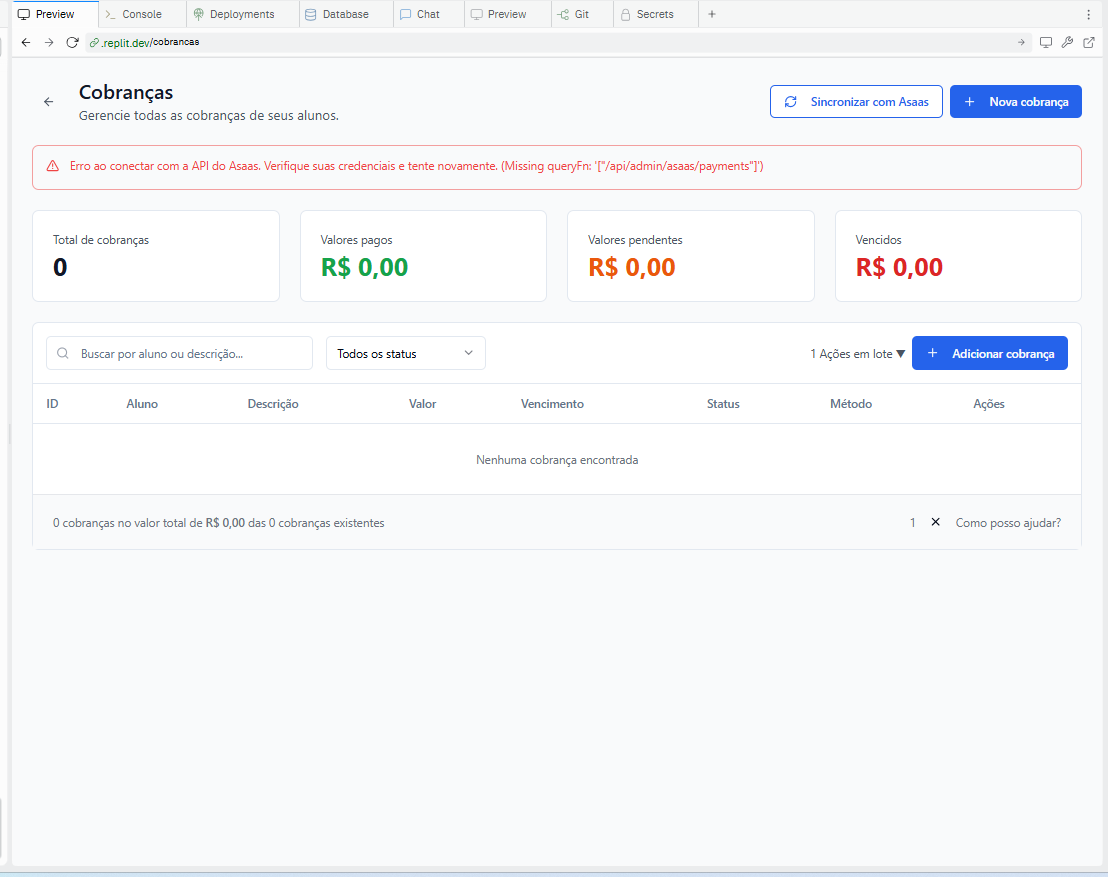 Preview
Console
Deployments
Database
Chat
Preview
Git
Secrets
.replit.dev/cobrancas
Cobranças
Gerencie todas as cobranças de seus alunos.
Sincronizar com Asaas
Nova cobrança
Erro ao conectar com a API do Asaas. Verifique suas credenciais e tente novamente. (Missing queryFn: '["/api/admin/asaas/payments"]')
Total de cobranças
0
Valores pagos
R$ 0,00
Valores pendentes
R$ 0,00
Vencidos
R$ 0,00
Buscar por aluno ou descrição...
Todos os status
1 Ações em lote ▼
Adicionar cobrança
ID Aluno Descrição Valor Vencimento Status Método Ações
Nenhuma cobrança encontrada
0 cobranças no valor total de R$ 0,00 das 0 cobranças existentes
1
Como posso ajudar?